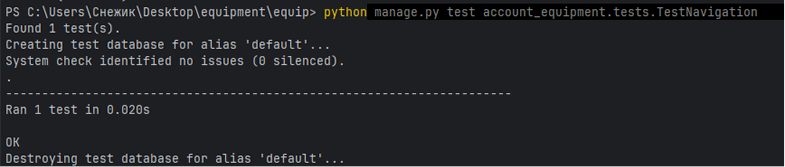 PS C:\Users\Снежик\Desktop\equipment\equip> python manage.py test account_equipment.tests.TestNavigation
Found 1 test(s).
Creating test database for alias 'default'...
System check identified no issues (0 silenced).
.
----------------------------------------------------------------------
Ran 1 test in 0.020s
OK
Destroying test database for alias 'default'...